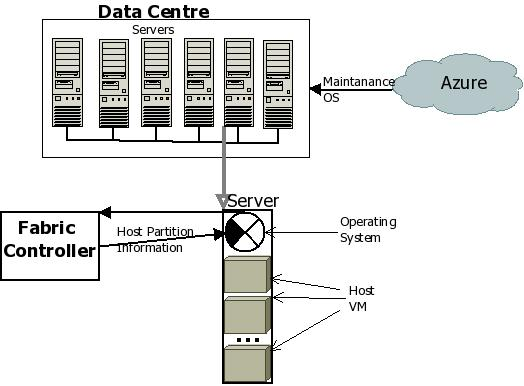 Data Centre
Servers
Maintanance
OS
Azure
Server
Fabric
Controller
Host Partition
Information
Operating
System
Host
VM